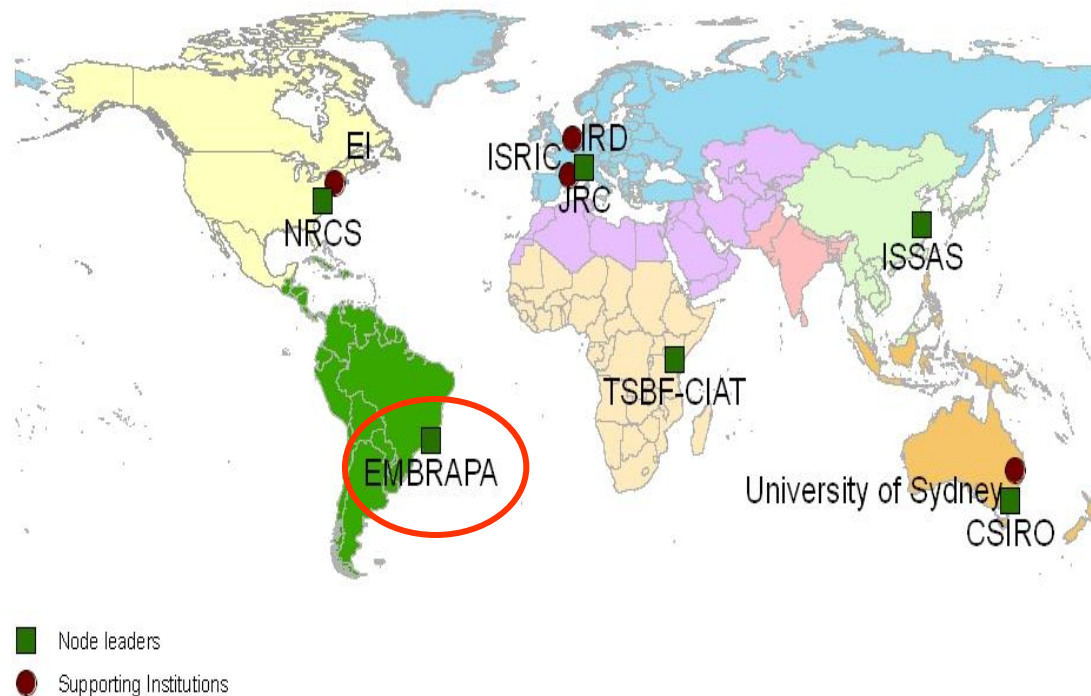 EI
IRD
ISRIC
JRC
NRCS
ISSAS
TSBF-CIAT
EMBRAPA
University of Sydney
CSIRO
Node leaders
Supporting Institutions